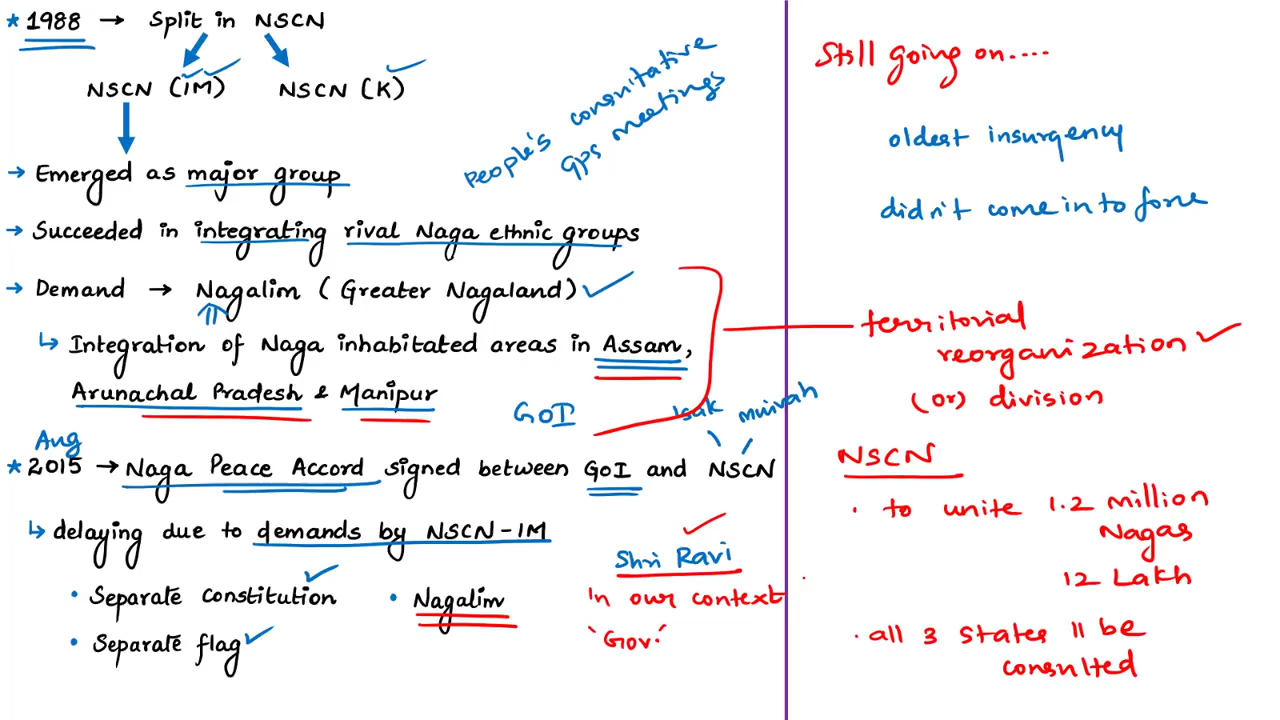 * 1988 → Split in NSCN
NSCN (IM) NSCN (K)
→ Emerged as major group
→ Succeeded in integrating rival Naga ethnic groups
→ Demand → Nagalim (Greater Nagaland)
↳ Integration of Naga inhabitated areas in Assam,
Arunachal Pradesh & Manipur
People's consultative
gps meetings
GoI
Isak muivah
Aug
* 2015 → Naga Peace Accord signed between GoI and NSCN
↳ delaying due to demands by NSCN-IM
• Separate constitution • Nagalim
• Separate flag
Shri Ravi
In our context
'Gov.'
Still going on....
oldest insurgency
didn't come in to force
territorial
reorganization
(or) division
NSCN
• to unite 1.2 million
Nagas
12 Lakh
• all 3 states ll be
consulted